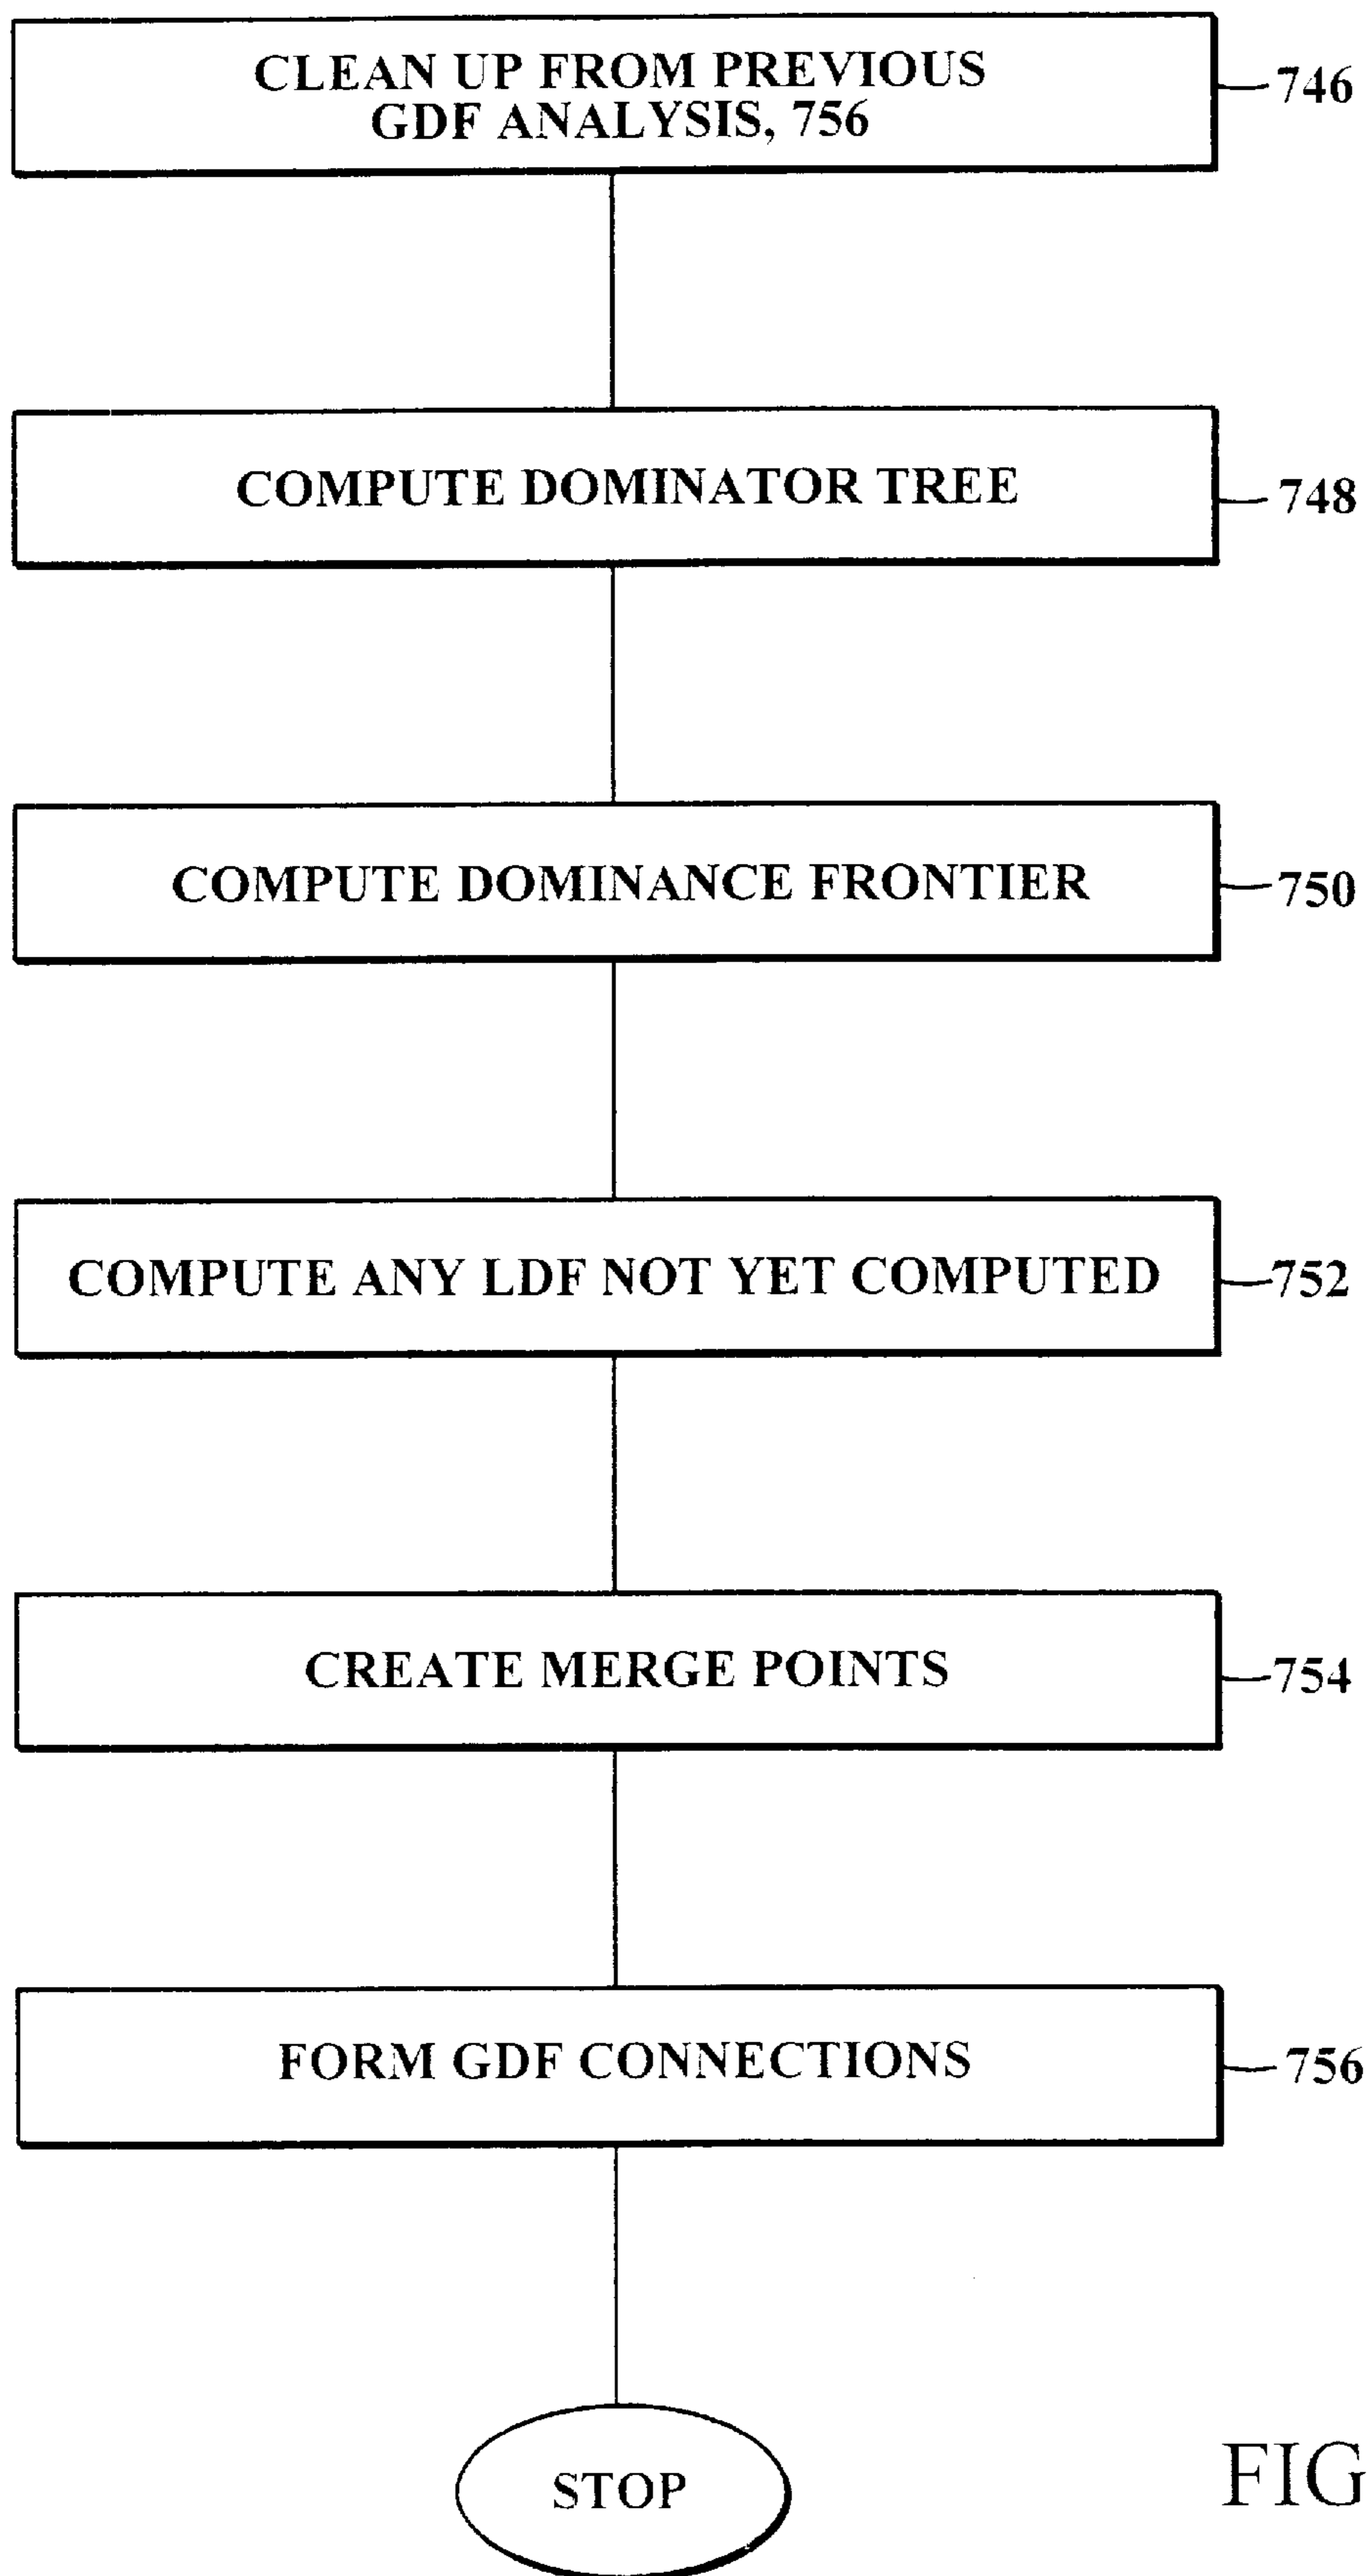 CLEAN UP FROM PREVIOUS
GDF ANALYSIS, 756
746
COMPUTE DOMINATOR TREE
748
COMPUTE DOMINANCE FRONTIER
750
COMPUTE ANY LDF NOT YET COMPUTED
752
CREATE MERGE POINTS
754
FORM GDF CONNECTIONS
756
STOP
FIG